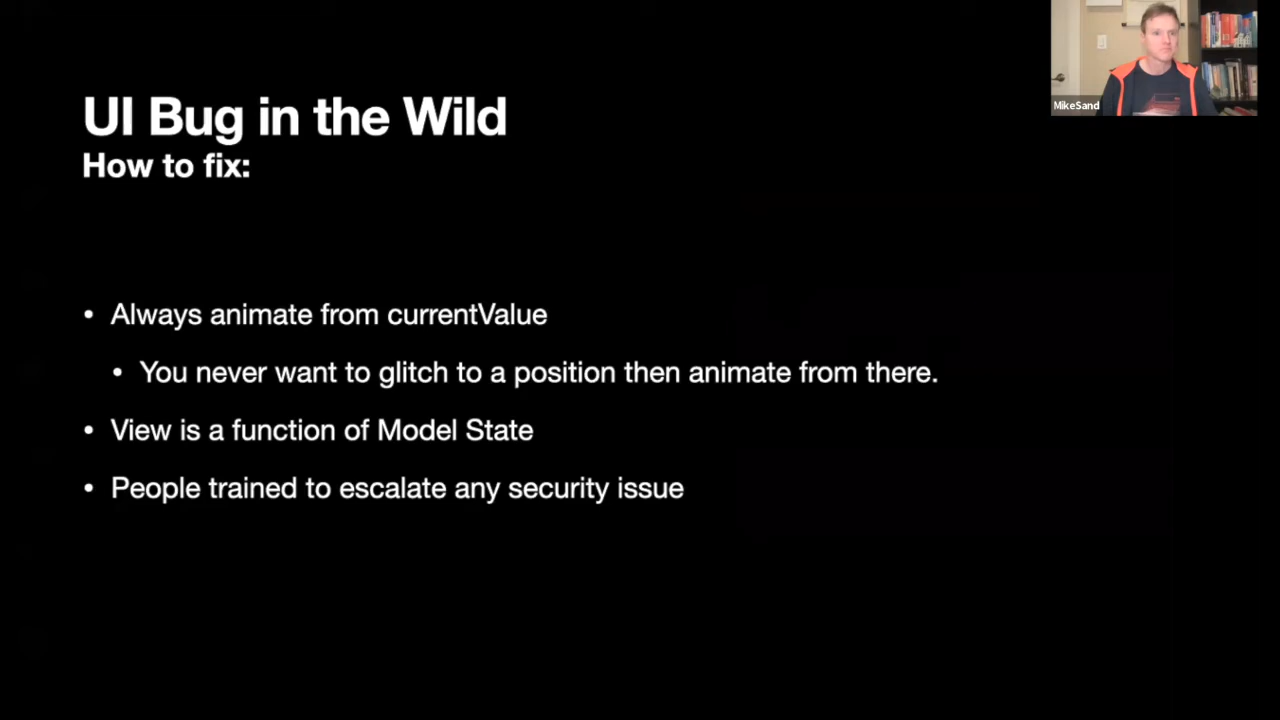 UI Bug in the Wild
How to fix:
• Always animate from currentValue
• You never want to glitch to a position then animate from there.
• View is a function of Model State
• People trained to escalate any security issue
MikeSand